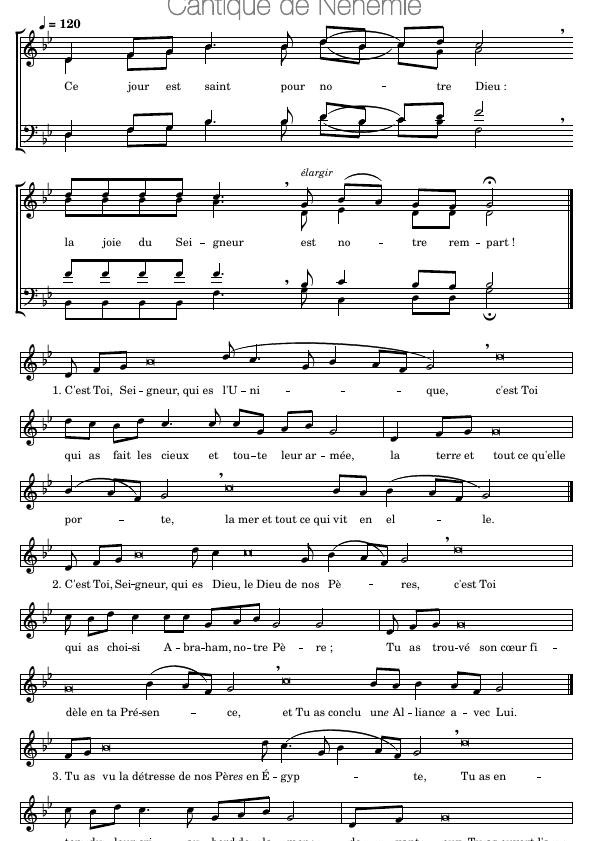 Cantique de Néhémie
♩ = 120
Ce jour est saint pour no - tre Dieu :
élargir
la joie du Sei - gneur est no - tre rem - part !
1. C'est Toi, Sei - gneur, qui es l'U - ni - que, c'est Toi
qui as fait les cieux et tou - te leur ar - mée, la terre et tout ce qu'elle
por - te, la mer et tout ce qui vit en el - le.
2. C'est Toi, Sei - gneur, qui es Dieu, le Dieu de nos Pè - res, c'est Toi
qui as choi - si A - bra - ham, no - tre Pè - re ; Tu as trou - vé son cœur fi -
dèle en ta Pré - sen - ce, et Tu as conclu une Al - liance a - vec Lui.
3. Tu as vu la détresse de nos Pères en É - gyp - te, Tu as en -